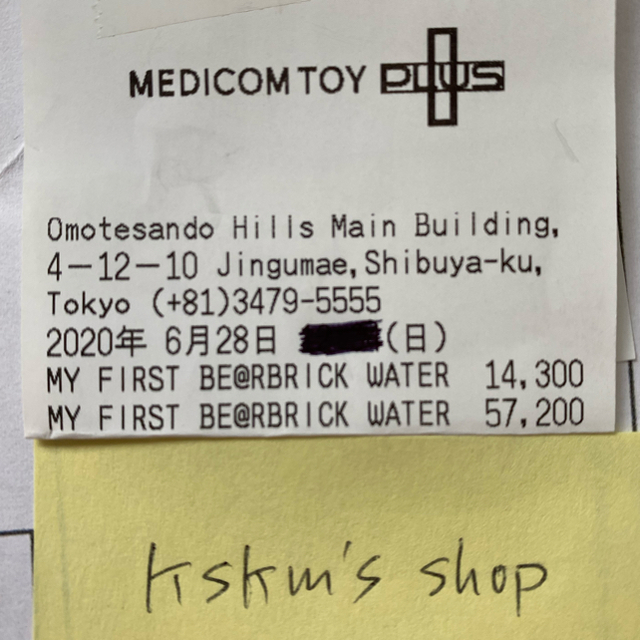 MEDICOM TOY PLUS
Omotesando Hills Main Building,
4-12-10 Jingumae, Shibuya-ku,
Tokyo (+81)3479-5555
2020年 6月28日 (日)
MY FIRST BE@RBRICK WATER 14,300
MY FIRST BE@RBRICK WATER 57,200
kskm's shop